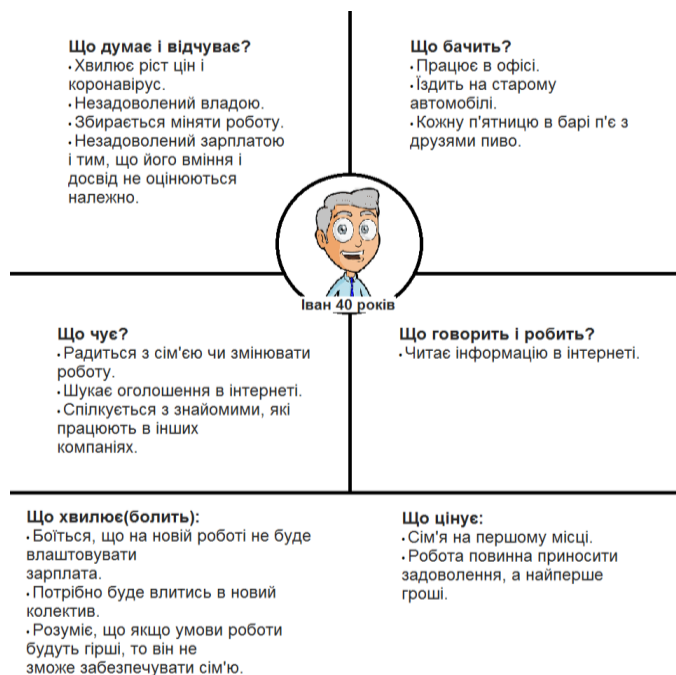 Що думає і відчуває?
• Хвилює ріст цін і
коронавірус.
• Незадоволений владою.
• Збирається міняти роботу.
• Незадоволений зарплатою
і тим, що його вміння і
досвід не оцінюються
належно.
Що бачить?
• Працює в офісі.
• Їздить на старому
автомобілі.
• Кожну п'ятницю в барі п'є з
друзями пиво.
Іван 40 років
Що чує?
• Радиться з сім'єю чи змінювати
роботу.
• Шукає оголошення в інтернеті.
• Спілкується з знайомими, які
працюють в інших
компаніях.
Що говорить і робить?
• Читає інформацію в інтернеті.
Що хвилює(болить):
• Боїться, що на новій роботі не буде
влаштовувати
зарплата.
• Потрібно буде влитись в новий
колектив.
• Розуміє, що якщо умови роботи
будуть гірші, то він не
зможе забезпечувати сім'ю.
Що цінує:
• Сім'я на першому місці.
• Робота повинна приносити
задоволення, а найперше
гроші.